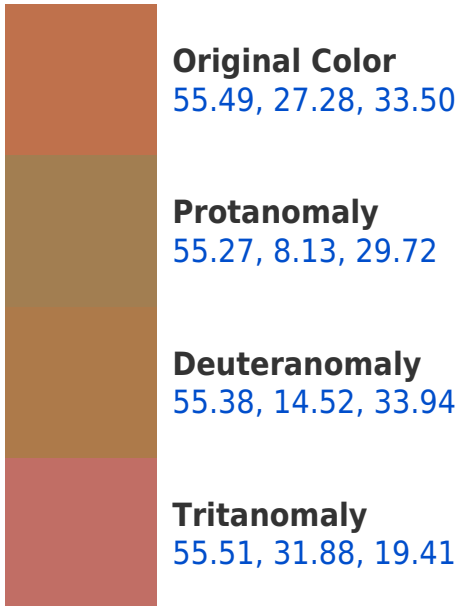 Original Color
55.49, 27.28, 33.50
Protanomaly
55.27, 8.13, 29.72
Deuteranomaly
55.38, 14.52, 33.94
Tritanomaly
55.51, 31.88, 19.41